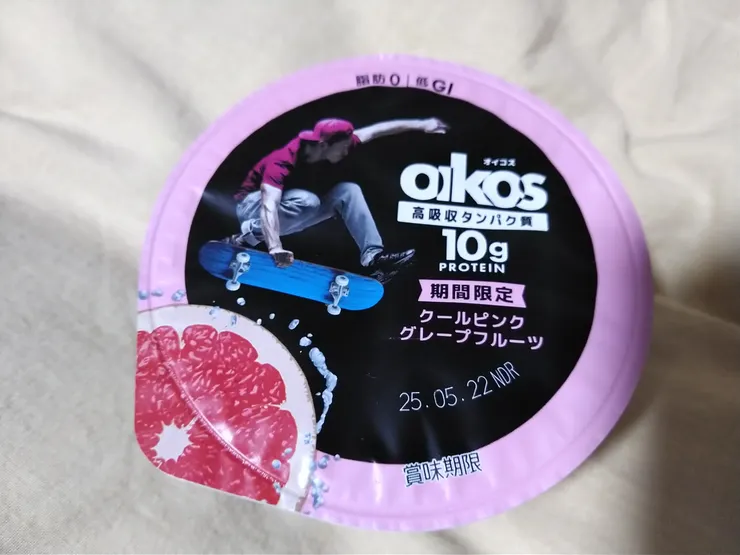 脂肪0 | 低GI
オイコス
oikos
高吸収タンパク質
10g
PROTEIN
期間限定
クールピンク
グレープフルーツ
25.05.22 NDR
賞味期限